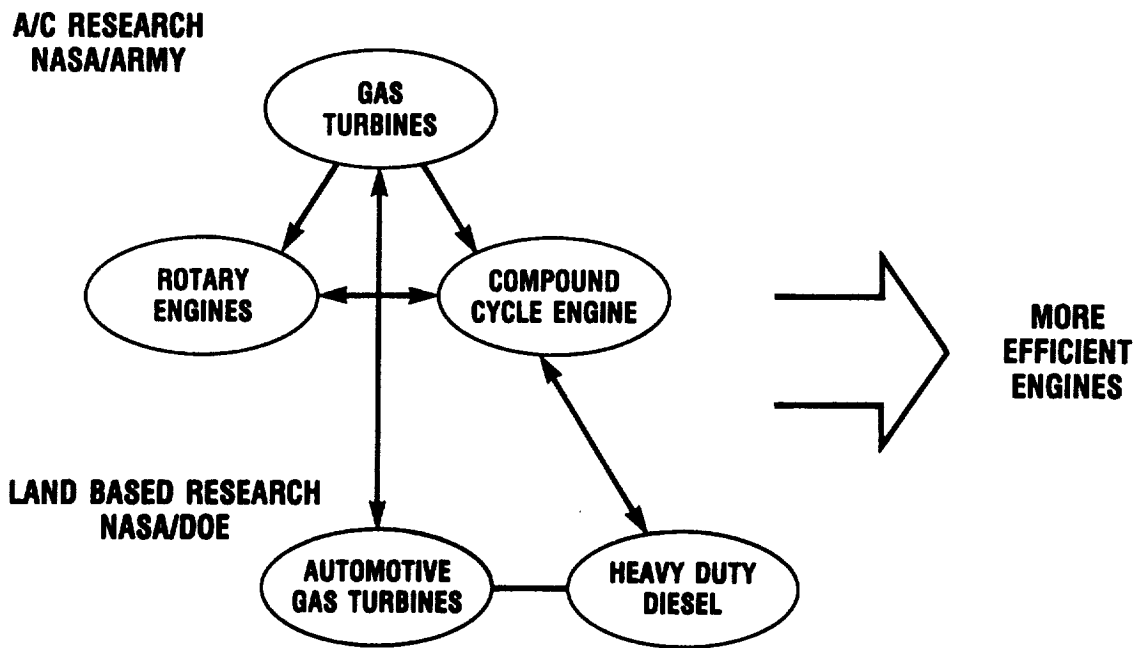 A/C RESEARCH
NASA/ARMY
GAS
TURBINES
ROTARY
ENGINES
COMPOUND
CYCLE ENGINE
MORE
EFFICIENT
ENGINES
LAND BASED RESEARCH
NASA/DOE
AUTOMOTIVE
GAS TURBINES
HEAVY DUTY
DIESEL